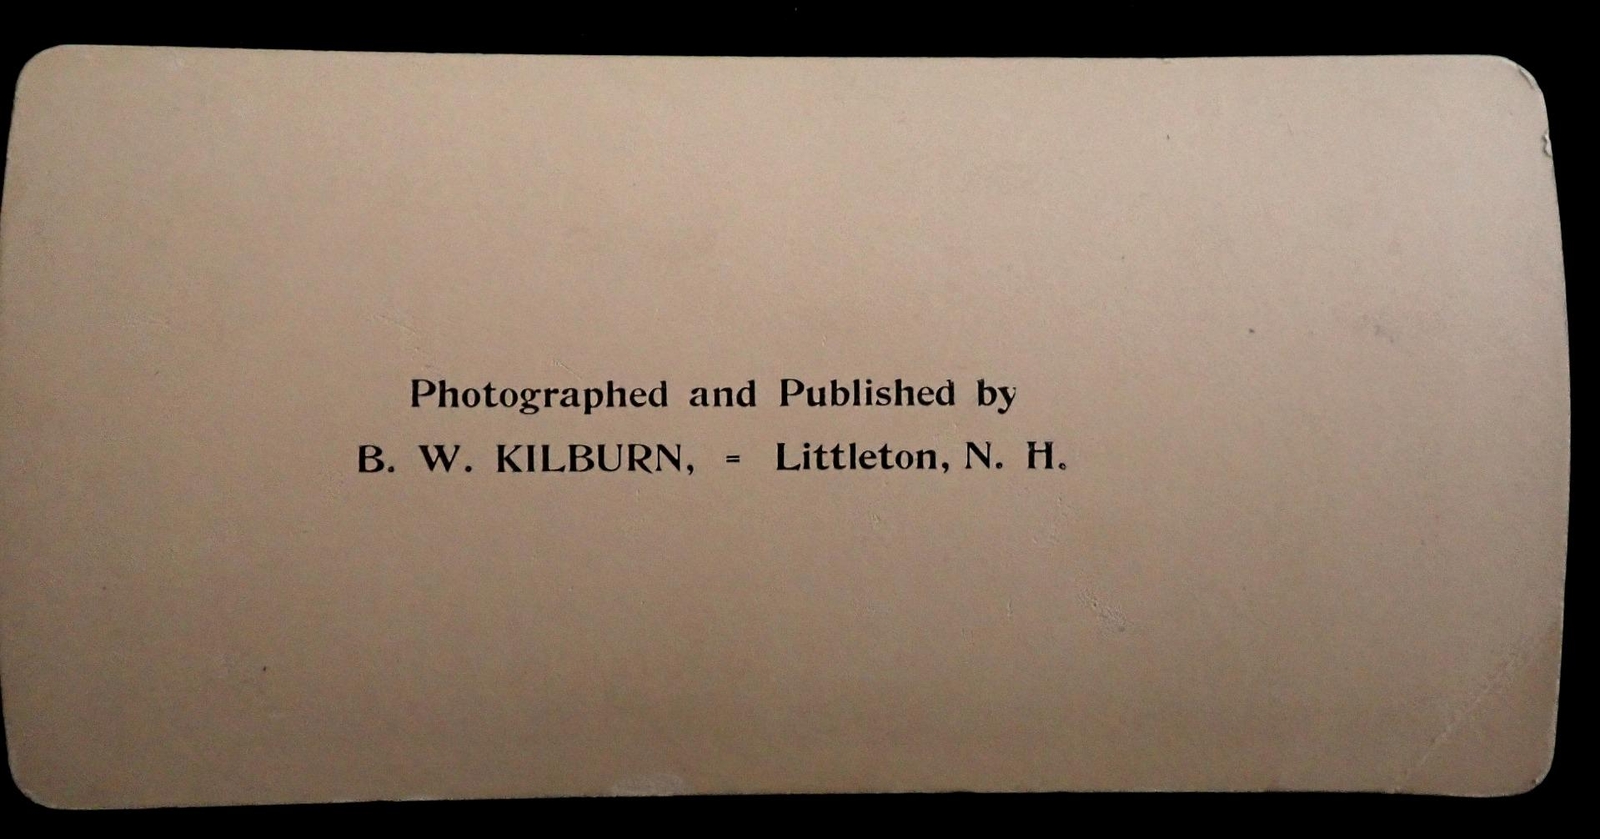 Photographed and Published by
B. W. KILBURN, = Littleton, N. H.